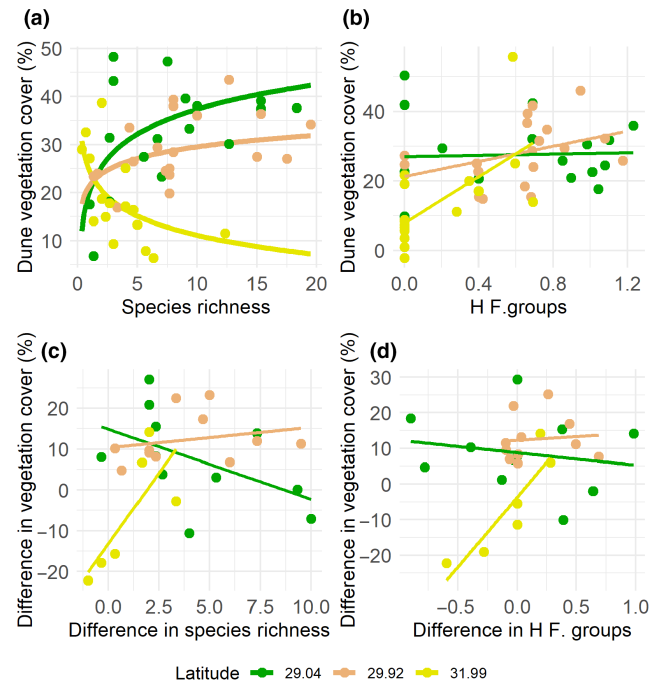 (a)
(b)
Dune vegetation cover (%)
50
40
30
20
10
0
5
10
15
20
Species richness
Dune vegetation cover (%)
40
20
0
0.0
0.4
0.8
1.2
H F.groups
(c)
(d)
Difference in vegetation cover (%)
20
10
0
−10
−20
0.0
2.5
5.0
7.5
10.0
Difference in species richness
Difference in vegetation cover (%)
30
20
10
0
−10
−20
−0.5
0.0
0.5
1.0
Difference in H F. groups
Latitude 29.04 29.92 31.99